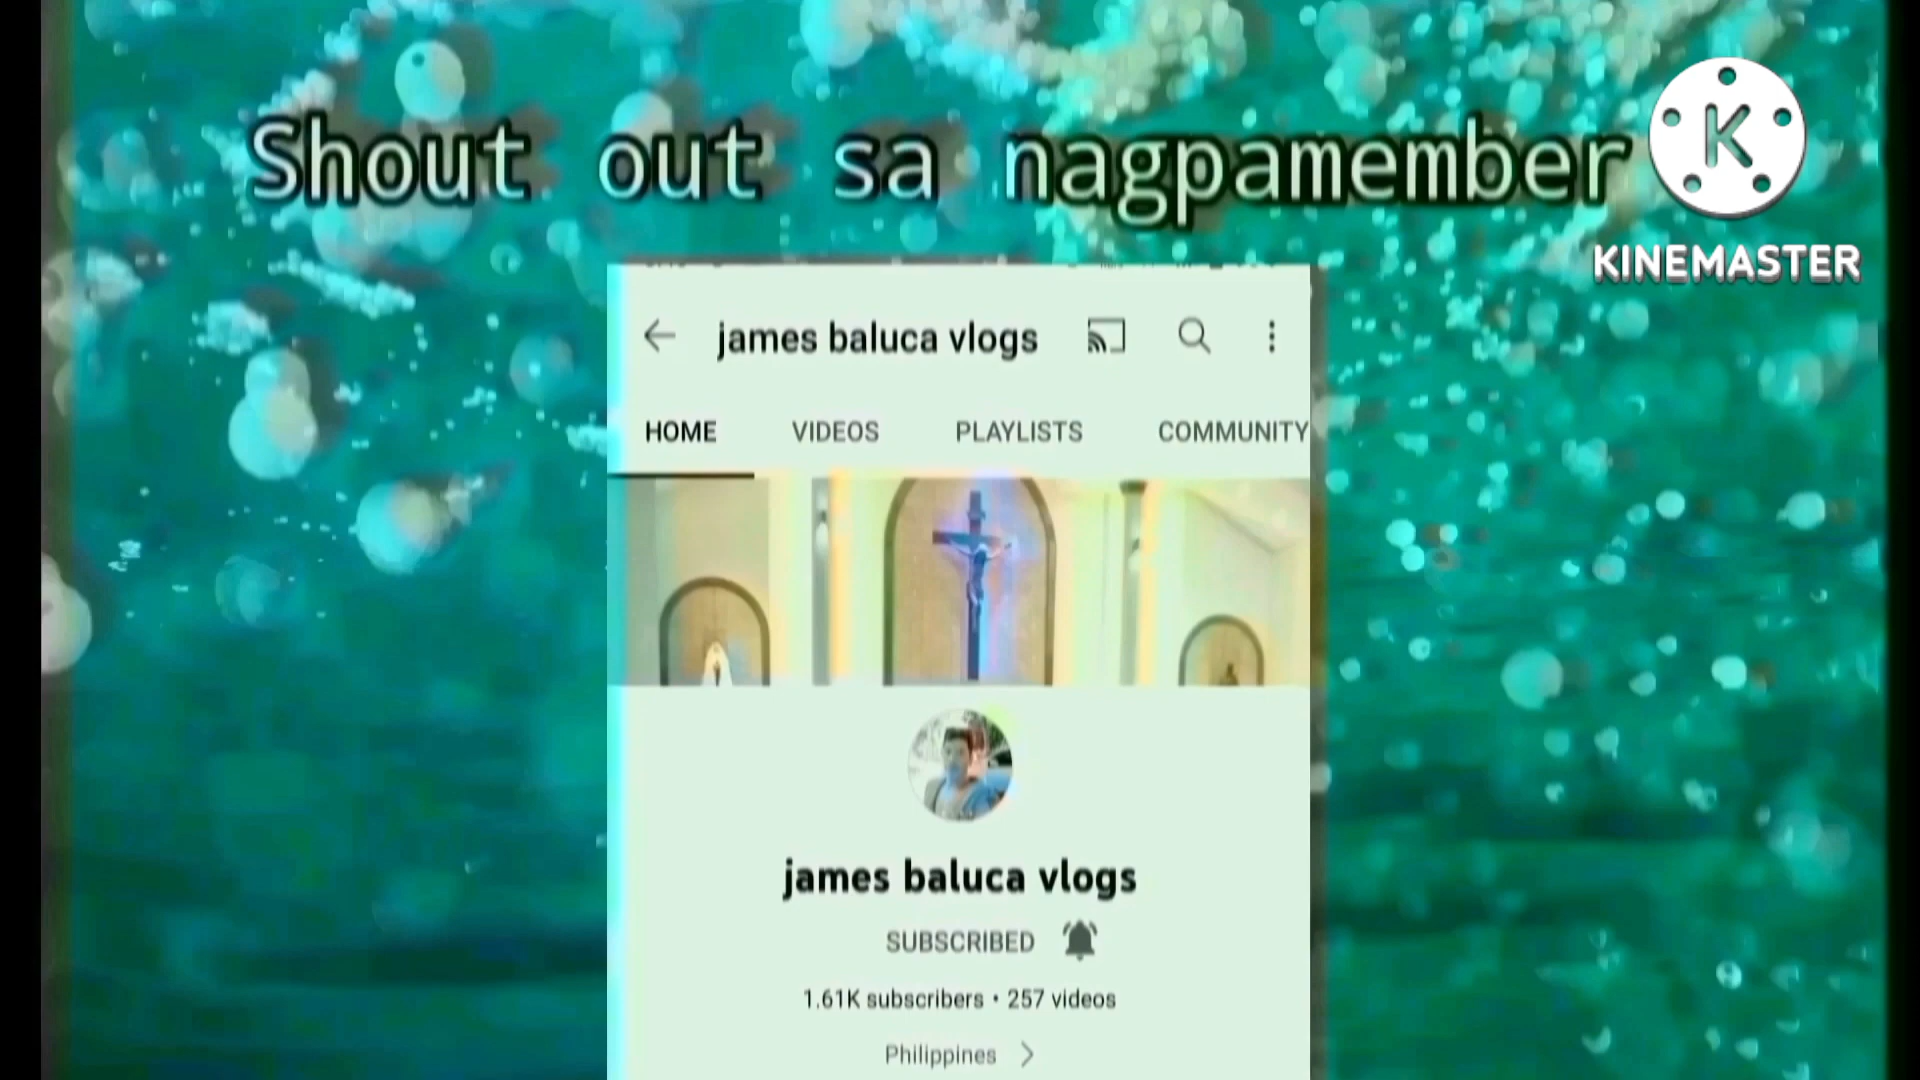 Shout out sa nagpamember
K
KINEMASTER
james baluca vlogs
HOME VIDEOS PLAYLISTS COMMUNITY
james baluca vlogs
SUBSCRIBED
1.61K subscribers • 257 videos
Philippines